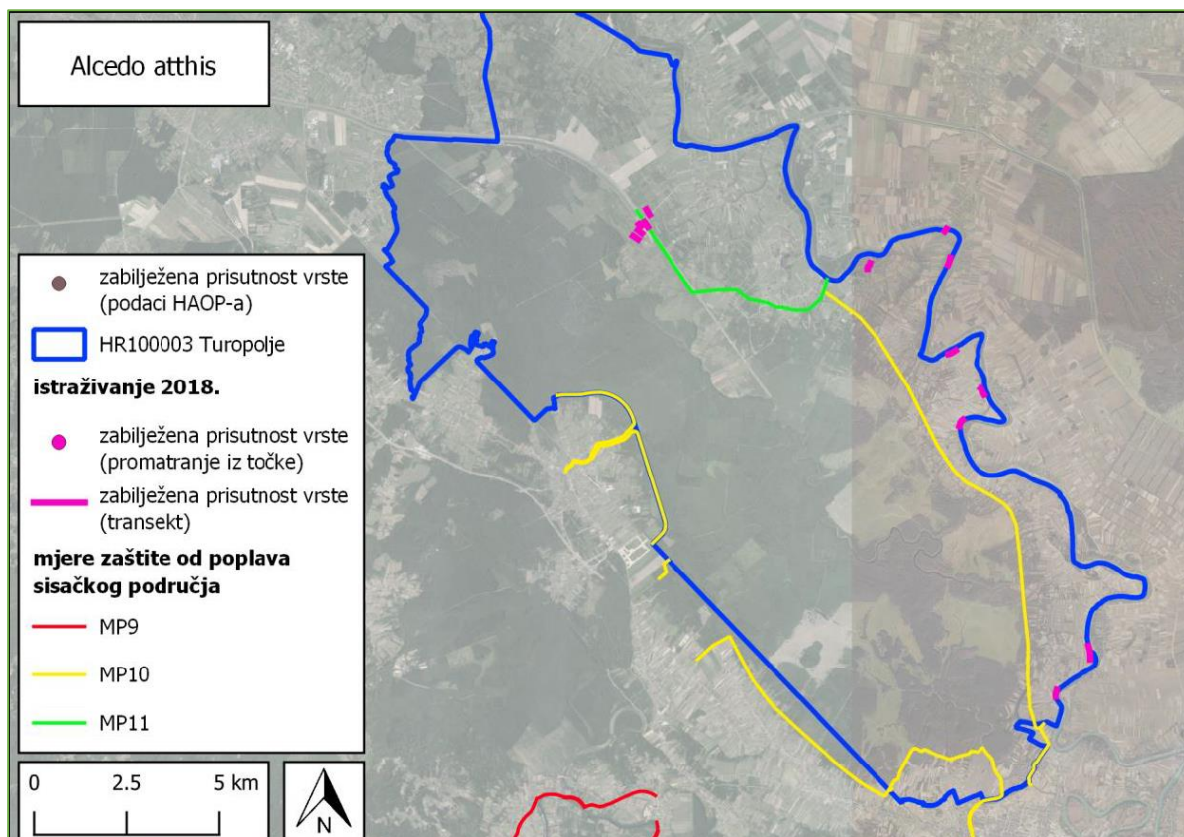 Alcedo atthis
zabilježena prisutnost vrste
(podaci HAOP-a)
HR100003 Turopolje
istraživanje 2018.
zabilježena prisutnost vrste
(promatranje iz točke)
zabilježena prisutnost vrste
(transekt)
mjere zaštite od poplava
sisačkog područja
MP9
MP10
MP11
0 2.5 5 km
N